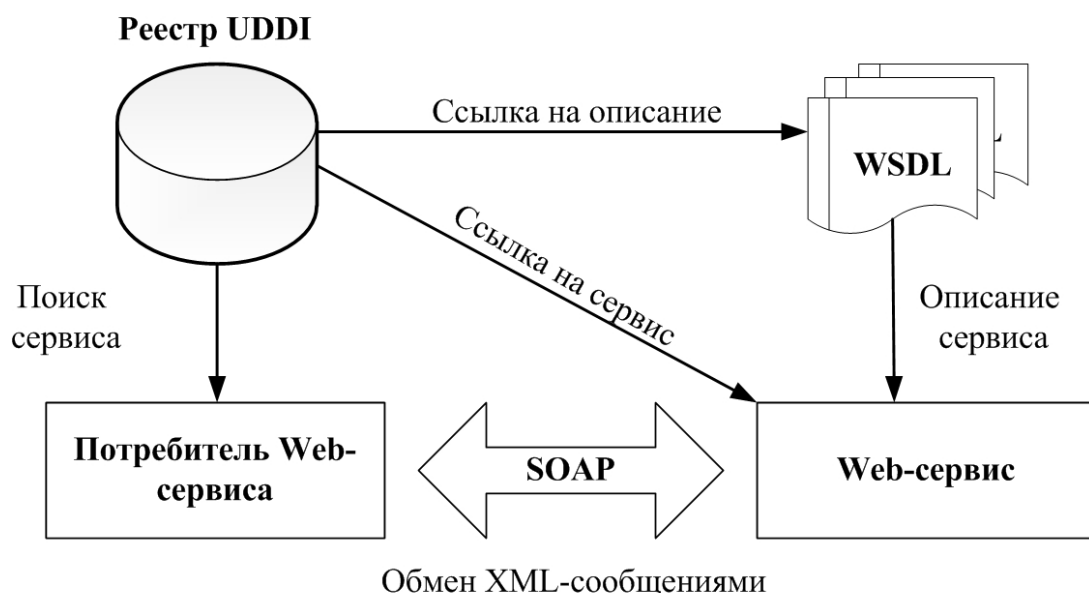 Реестр UDDI
Ссылка на описание
WSDL
Ссылка на сервис
Поиск
сервиса
Описание
сервиса
Потребитель Web-
сервиса
SOAP
Web-сервис
Обмен XML-сообщениями